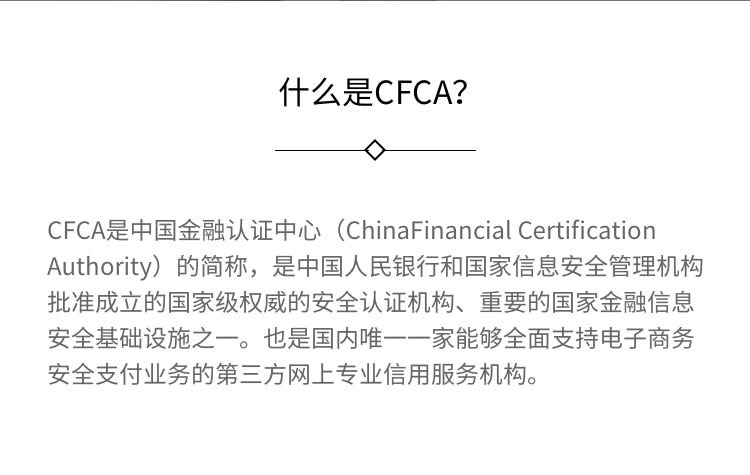 什么是CFCA？
CFCA是中国金融认证中心（ChinaFinancial Certification
Authority）的简称，是中国人民银行和国家信息安全管理机构
批准成立的国家级权威的安全认证机构、重要的国家金融信息
安全基础设施之一。也是国内唯一一家能够全面支持电子商务
安全支付业务的第三方网上专业信用服务机构。